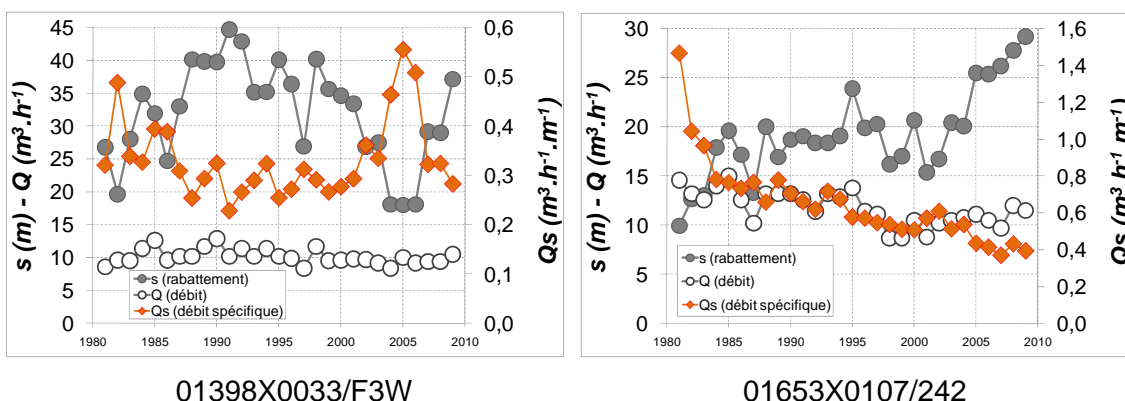 s (m) - Q (m³.h⁻¹)
45
40
35
30
25
20
15
10
5
0
1980 1985 1990 1995 2000 2005 2010
0,6
0,5
0,4
0,3
0,2
0,1
0,0
Qs (m³.h⁻¹.m⁻¹)
s (rabattement)
Q (débit)
Qs (débit spécifique)
01398X0033/F3W
s (m) - Q (m³.h⁻¹)
30
25
20
15
10
5
0
1980 1985 1990 1995 2000 2005 2010
1,6
1,4
1,2
1,0
0,8
0,6
0,4
0,2
0,0
Qs (m³.h⁻¹.m⁻¹)
s (rabattement)
Q (débit)
Qs (débit spécifique)
01653X0107/242